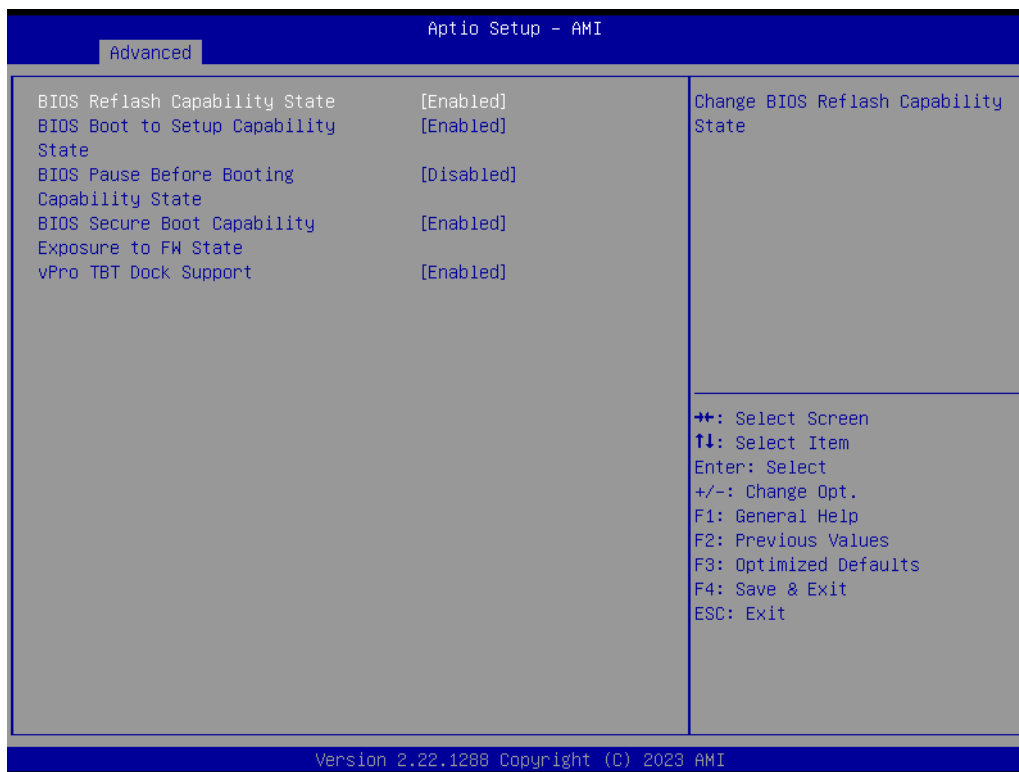 Aptio Setup – AMI
Advanced
BIOS Reflash Capability State [Enabled]
BIOS Boot to Setup Capability [Enabled]
State
BIOS Pause Before Booting [Disabled]
Capability State
BIOS Secure Boot Capability [Enabled]
Exposure to FW State
vPro TBT Dock Support [Enabled]
Change BIOS Reflash Capability
State
→←: Select Screen
↑↓: Select Item
Enter: Select
+/-: Change Opt.
F1: General Help
F2: Previous Values
F3: Optimized Defaults
F4: Save & Exit
ESC: Exit
Version 2.22.1288 Copyright (C) 2023 AMI